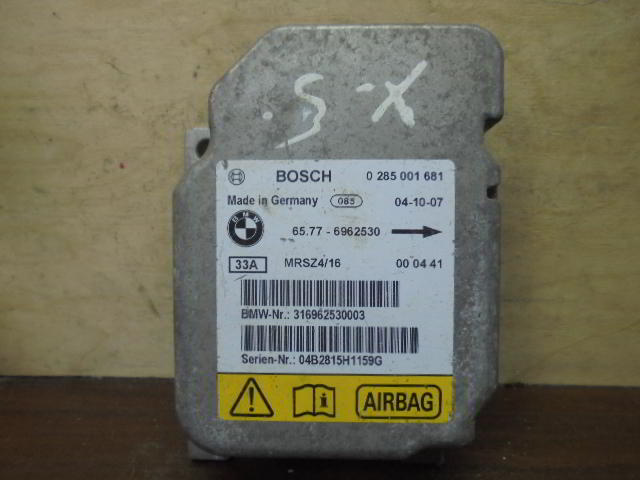 X-5.
BOSCH 0 285 001 681
Made in Germany 085 04-10-07
BMW 65.77 - 6962530
33A MRSZ4/16 00 04 41
BMW-Nr.: 316962530003
Serien-Nr.: 04B2815H1159G
AIRBAG